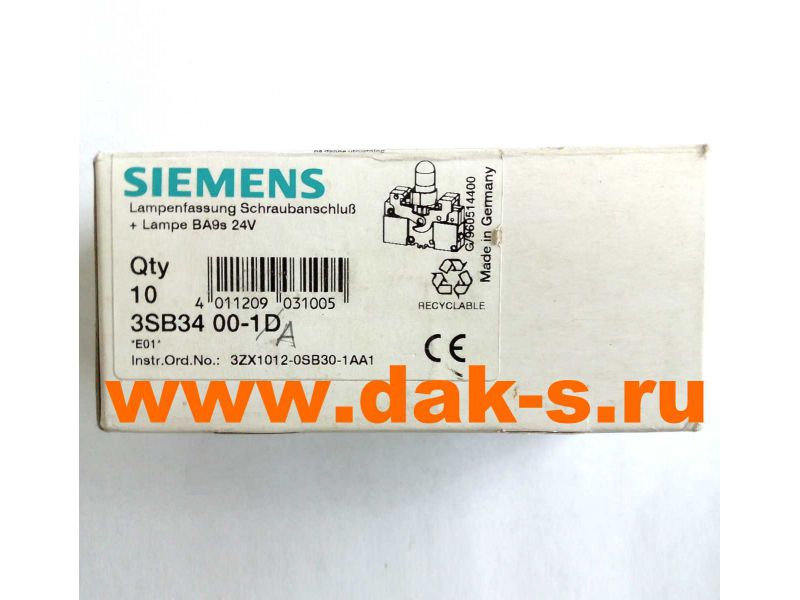 SIEMENS
Lampenfassung Schraubanschluß
+ Lampe BA9s 24V
Qty
10
4 011209 031005
3SB34 00-1D
A
*E01*
Instr.Ord.No.: 3ZX1012-0SB30-1AA1
G/960514400
Made in Germany
RECYCLABLE
CE
www.dak-s.ru